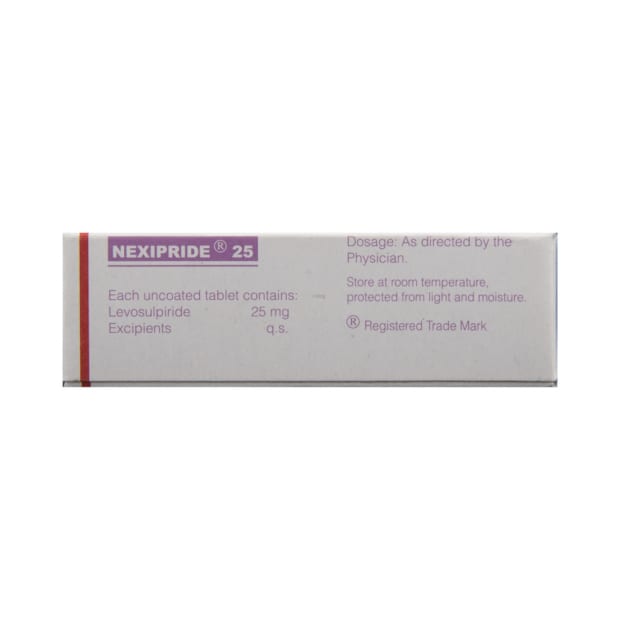 NEXIPRIDE ® 25
Each uncoated tablet contains:
Levosulpiride 25 mg
Excipients q.s.
Dosage: As directed by the
Physician.
Store at room temperature,
protected from light and moisture.
® Registered Trade Mark